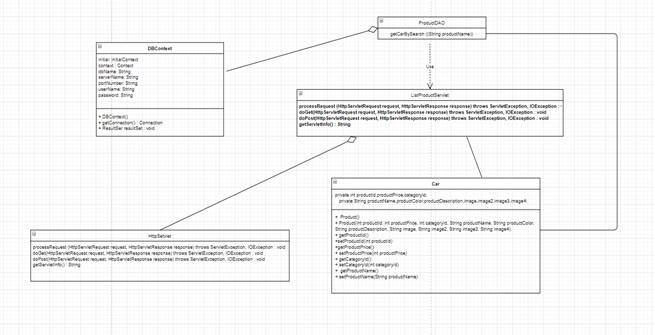 ProductDAO
getCarBySearch ((String productName))
DBContext
initial: InitialContext
context : Context
dbName: String
serverName: String
portNumber: String
userName: String
password: String
+ DBContext()
+ getConnection() : Connection
+ ResultSer resultSet : void
Use
ListProductServlet
processRequest (HttpServletRequest request, HttpServletResponse response) throws ServletException, IOException :
doGet(HttpServletRequest request, HttpServletResponse response) throws ServletException, IOException : void
doPost(HttpServletRequest request, HttpServletResponse response) throws ServletException, IOException : void
getServletInfo() : String
Car
private int productId,productPrice,categoryId;
private String productName,productColor,productDescription,image,image2,image3,image4;
+ Product()
+ Product(int productId, int productPrice, int categoryId, String productName, String productColor,
String productDescription, String image, String image2, String image3, String image4)
+ getProductId()
+setProductId(int productId)
+getProductPrice()
+ setProductPrice(int productPrice)
+ getCategoryId()
+ setCategoryId(int categoryId)
+ getProductName()
+ setProductName(String productName)
HttpServlet
processRequest (HttpServletRequest request, HttpServletResponse response) throws ServletException, IOException : void
doGet(HttpServletRequest request, HttpServletResponse response) throws ServletException, IOException : void
doPost(HttpServletRequest request, HttpServletResponse response) throws ServletException, IOException : void
getServletInfo() : String